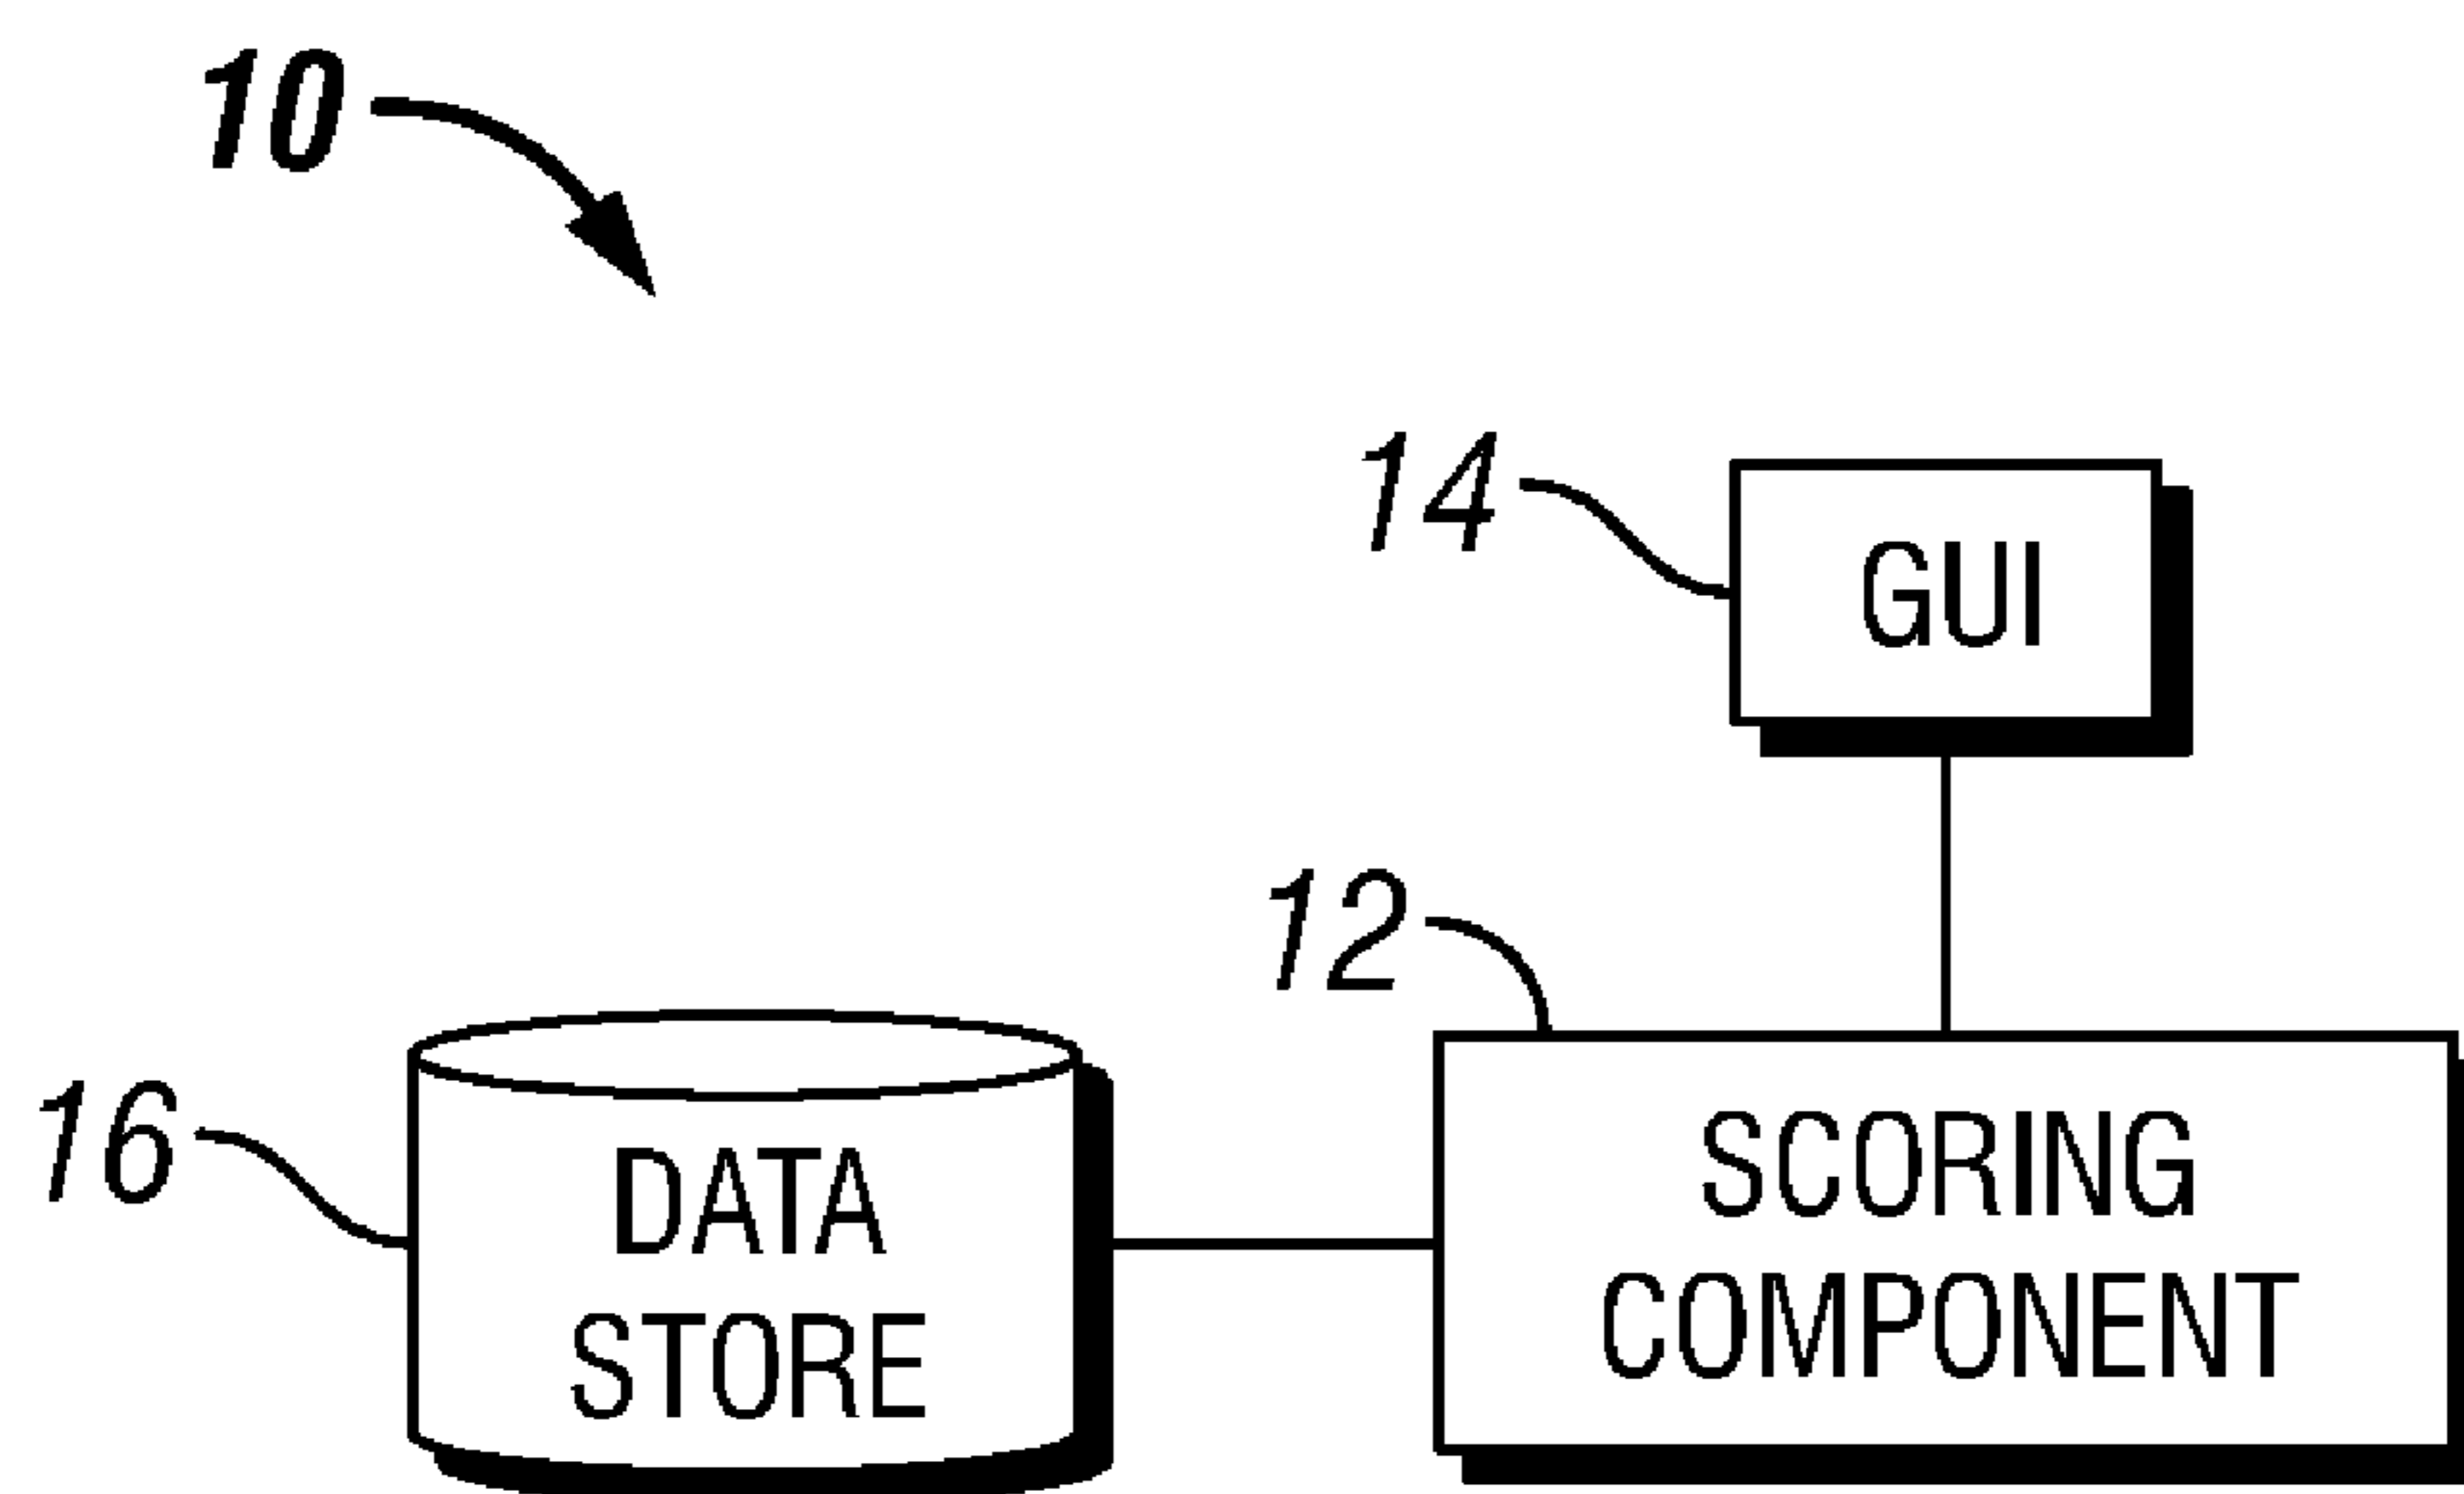 10
14
GUI
12
16
DATA
STORE
SCORING
COMPONENT